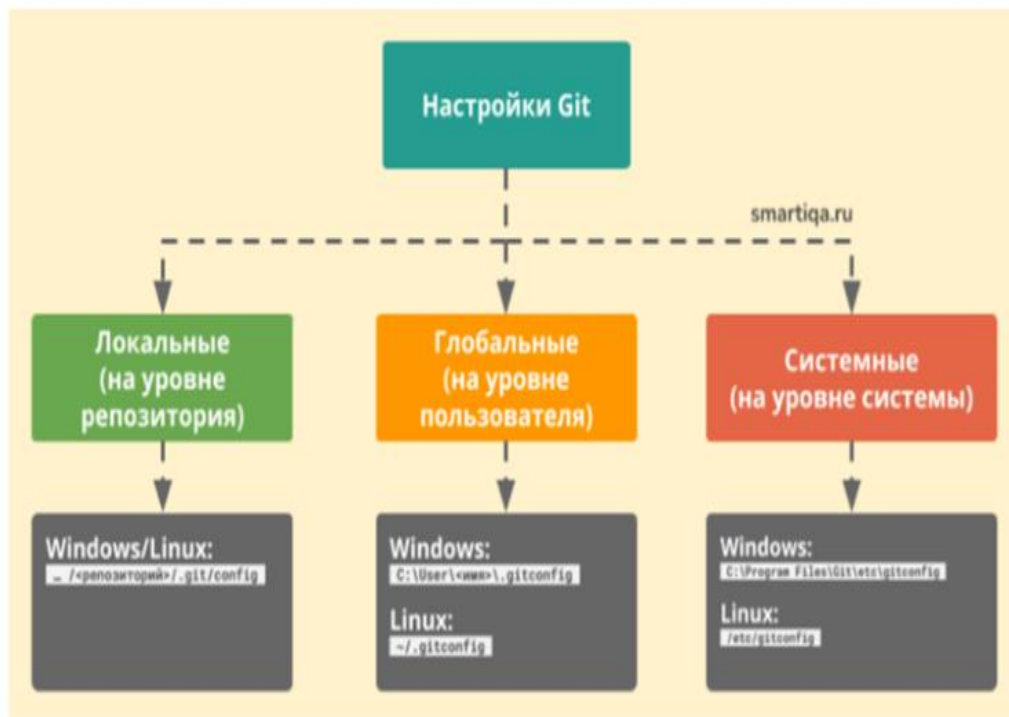 Настройки Git
smartiqa.ru
Локальные
(на уровне
репозитория)
Глобальные
(на уровне
пользователя)
Системные
(на уровне системы)
Windows/Linux:
… /<репозиторий>/.git/config
Windows:
C:\User\<имя>\.gitconfig
Linux:
~/.gitconfig
Windows:
C:\Program Files\Git\etc\gitconfig
Linux:
/etc/gitconfig